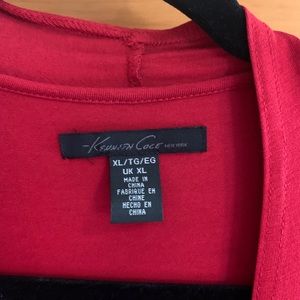 Kenneth Cole NEW YORK
XL/TG/EG
UK XL
MADE IN
CHINA
FABRIQUE EN
CHINE
HECHO EN
CHINA